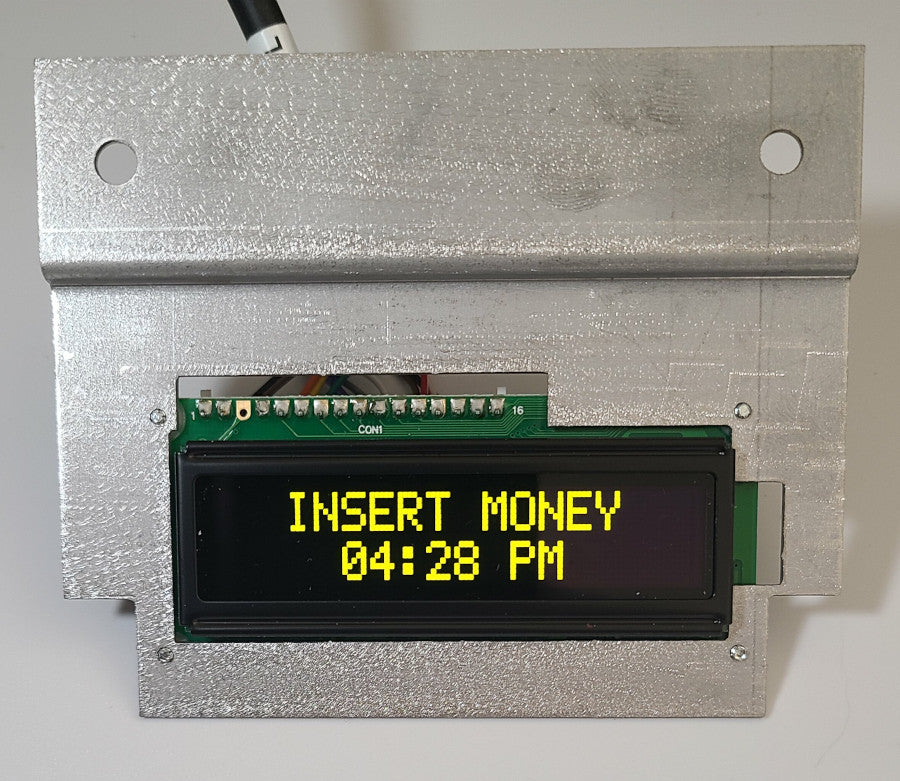 1 16
CON1
INSERT MONEY
04:28 PM